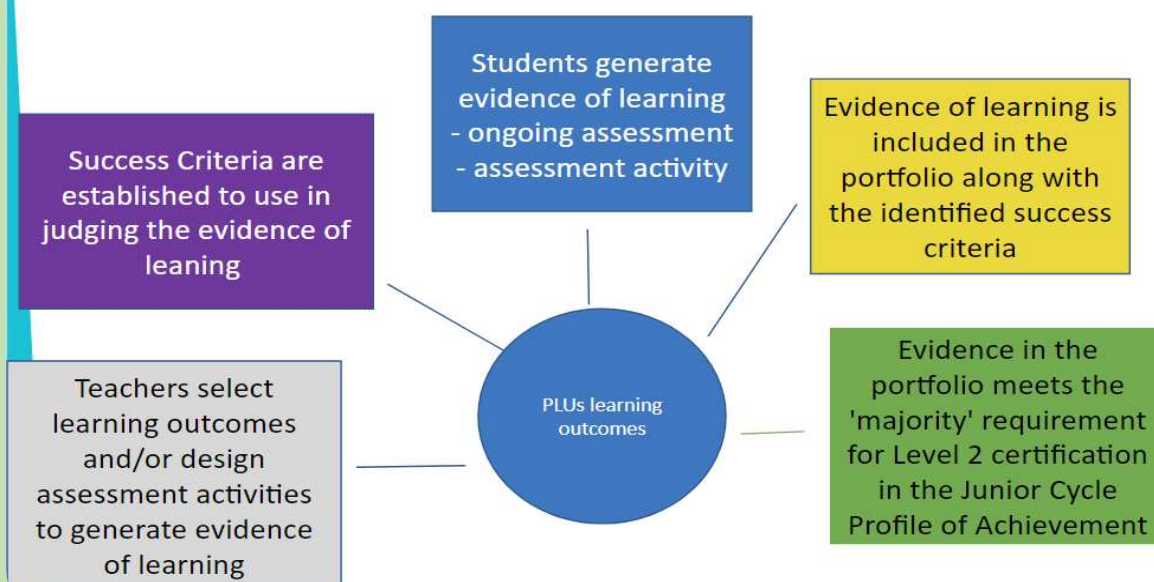 Teachers select
learning outcomes
and/or design
assessment activities
to generate evidence
of learning
Success Criteria are
established to use in
judging the evidence of
leaning
Students generate
evidence of learning
- ongoing assessment
- assessment activity
Evidence of learning is
included in the
portfolio along with
the identified success
criteria
Evidence in the
portfolio meets the
'majority' requirement
for Level 2 certification
in the Junior Cycle
Profile of Achievement
PLUs learning
outcomes